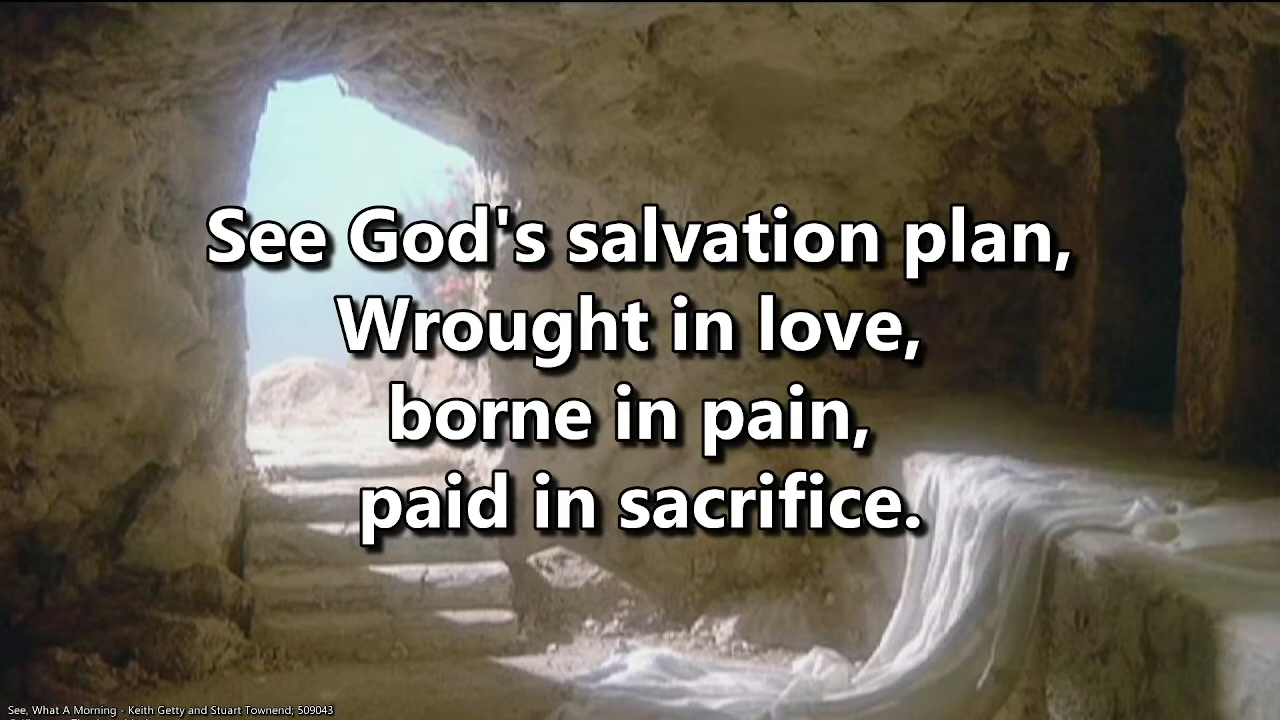 See God's salvation plan,
Wrought in love,
borne in pain,
paid in sacrifice.
See, What A Morning - Keith Getty and Stuart Townend; 509043